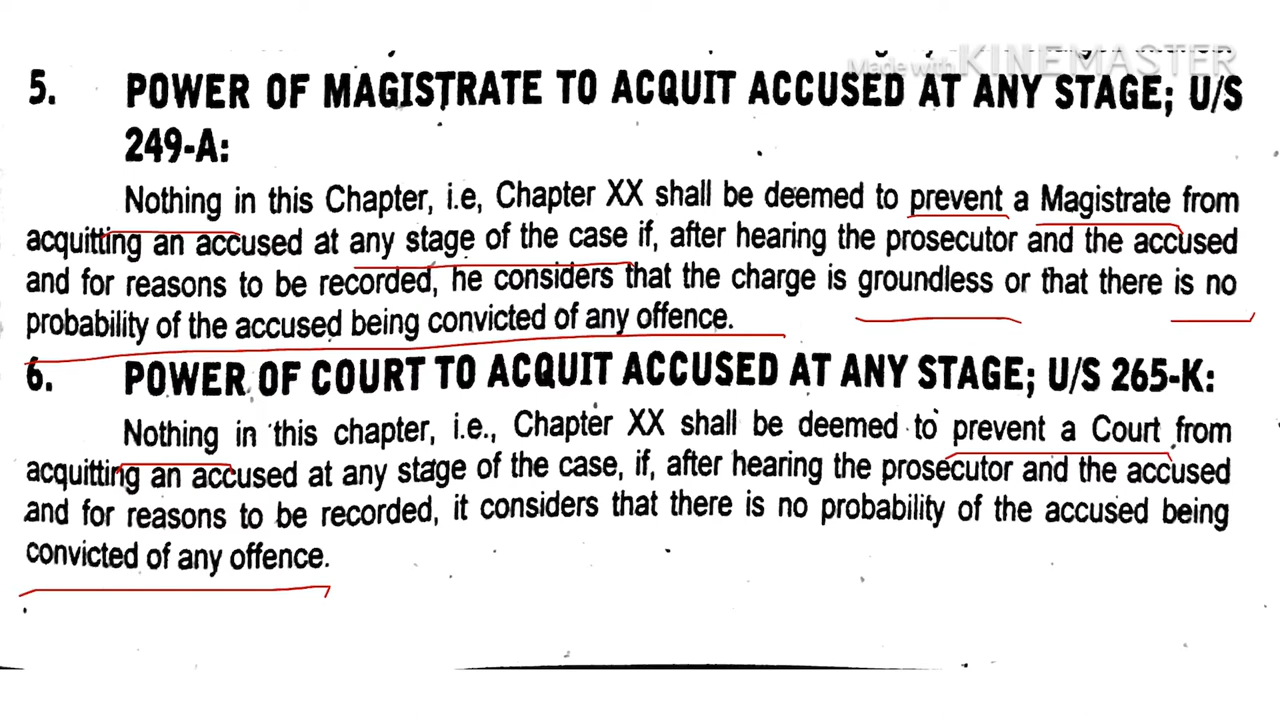 Made with KINEMASTER
5. POWER OF MAGISTRATE TO ACQUIT ACCUSED AT ANY STAGE; U/S
249-A:
Nothing in this Chapter, i.e, Chapter XX shall be deemed to prevent a Magistrate from
acquitting an accused at any stage of the case if, after hearing the prosecutor and the accused
and for reasons to be recorded, he considers that the charge is groundless or that there is no
probability of the accused being convicted of any offence.
6. POWER OF COURT TO ACQUIT ACCUSED AT ANY STAGE; U/S 265-K:
Nothing in this chapter, i.e., Chapter XX shall be deemed to prevent a Court from
acquitting an accused at any stage of the case, if, after hearing the prosecutor and the accused
and for reasons to be recorded, it considers that there is no probability of the accused being
convicted of any offence.